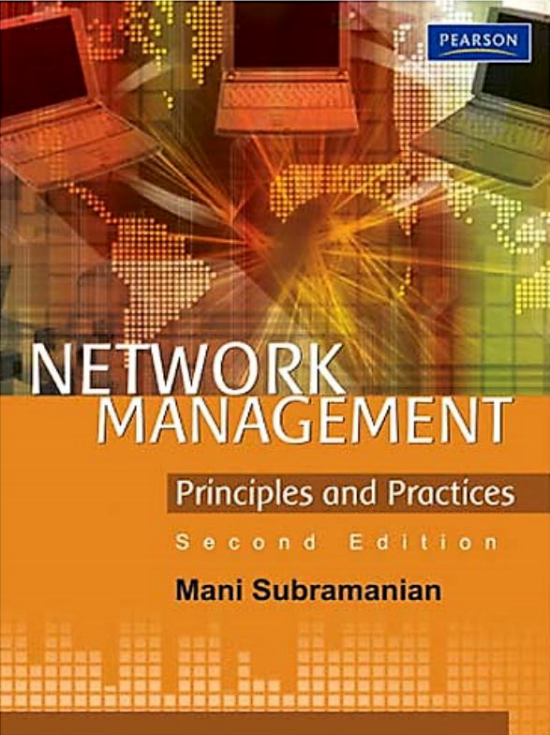 PEARSON
NETWORK
MANAGEMENT
Principles and Practices
Second Edition
Mani Subramanian